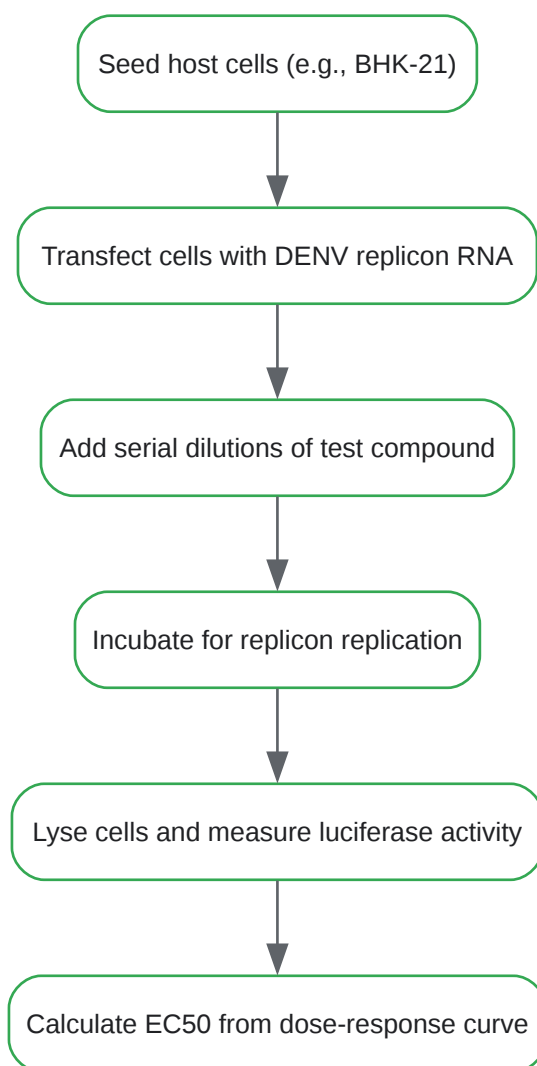 Seed host cells (e.g., BHK-21)
Transfect cells with DENV replicon RNA
Add serial dilutions of test compound
Incubate for replicon replication
Lyse cells and measure luciferase activity
Calculate EC50 from dose-response curve